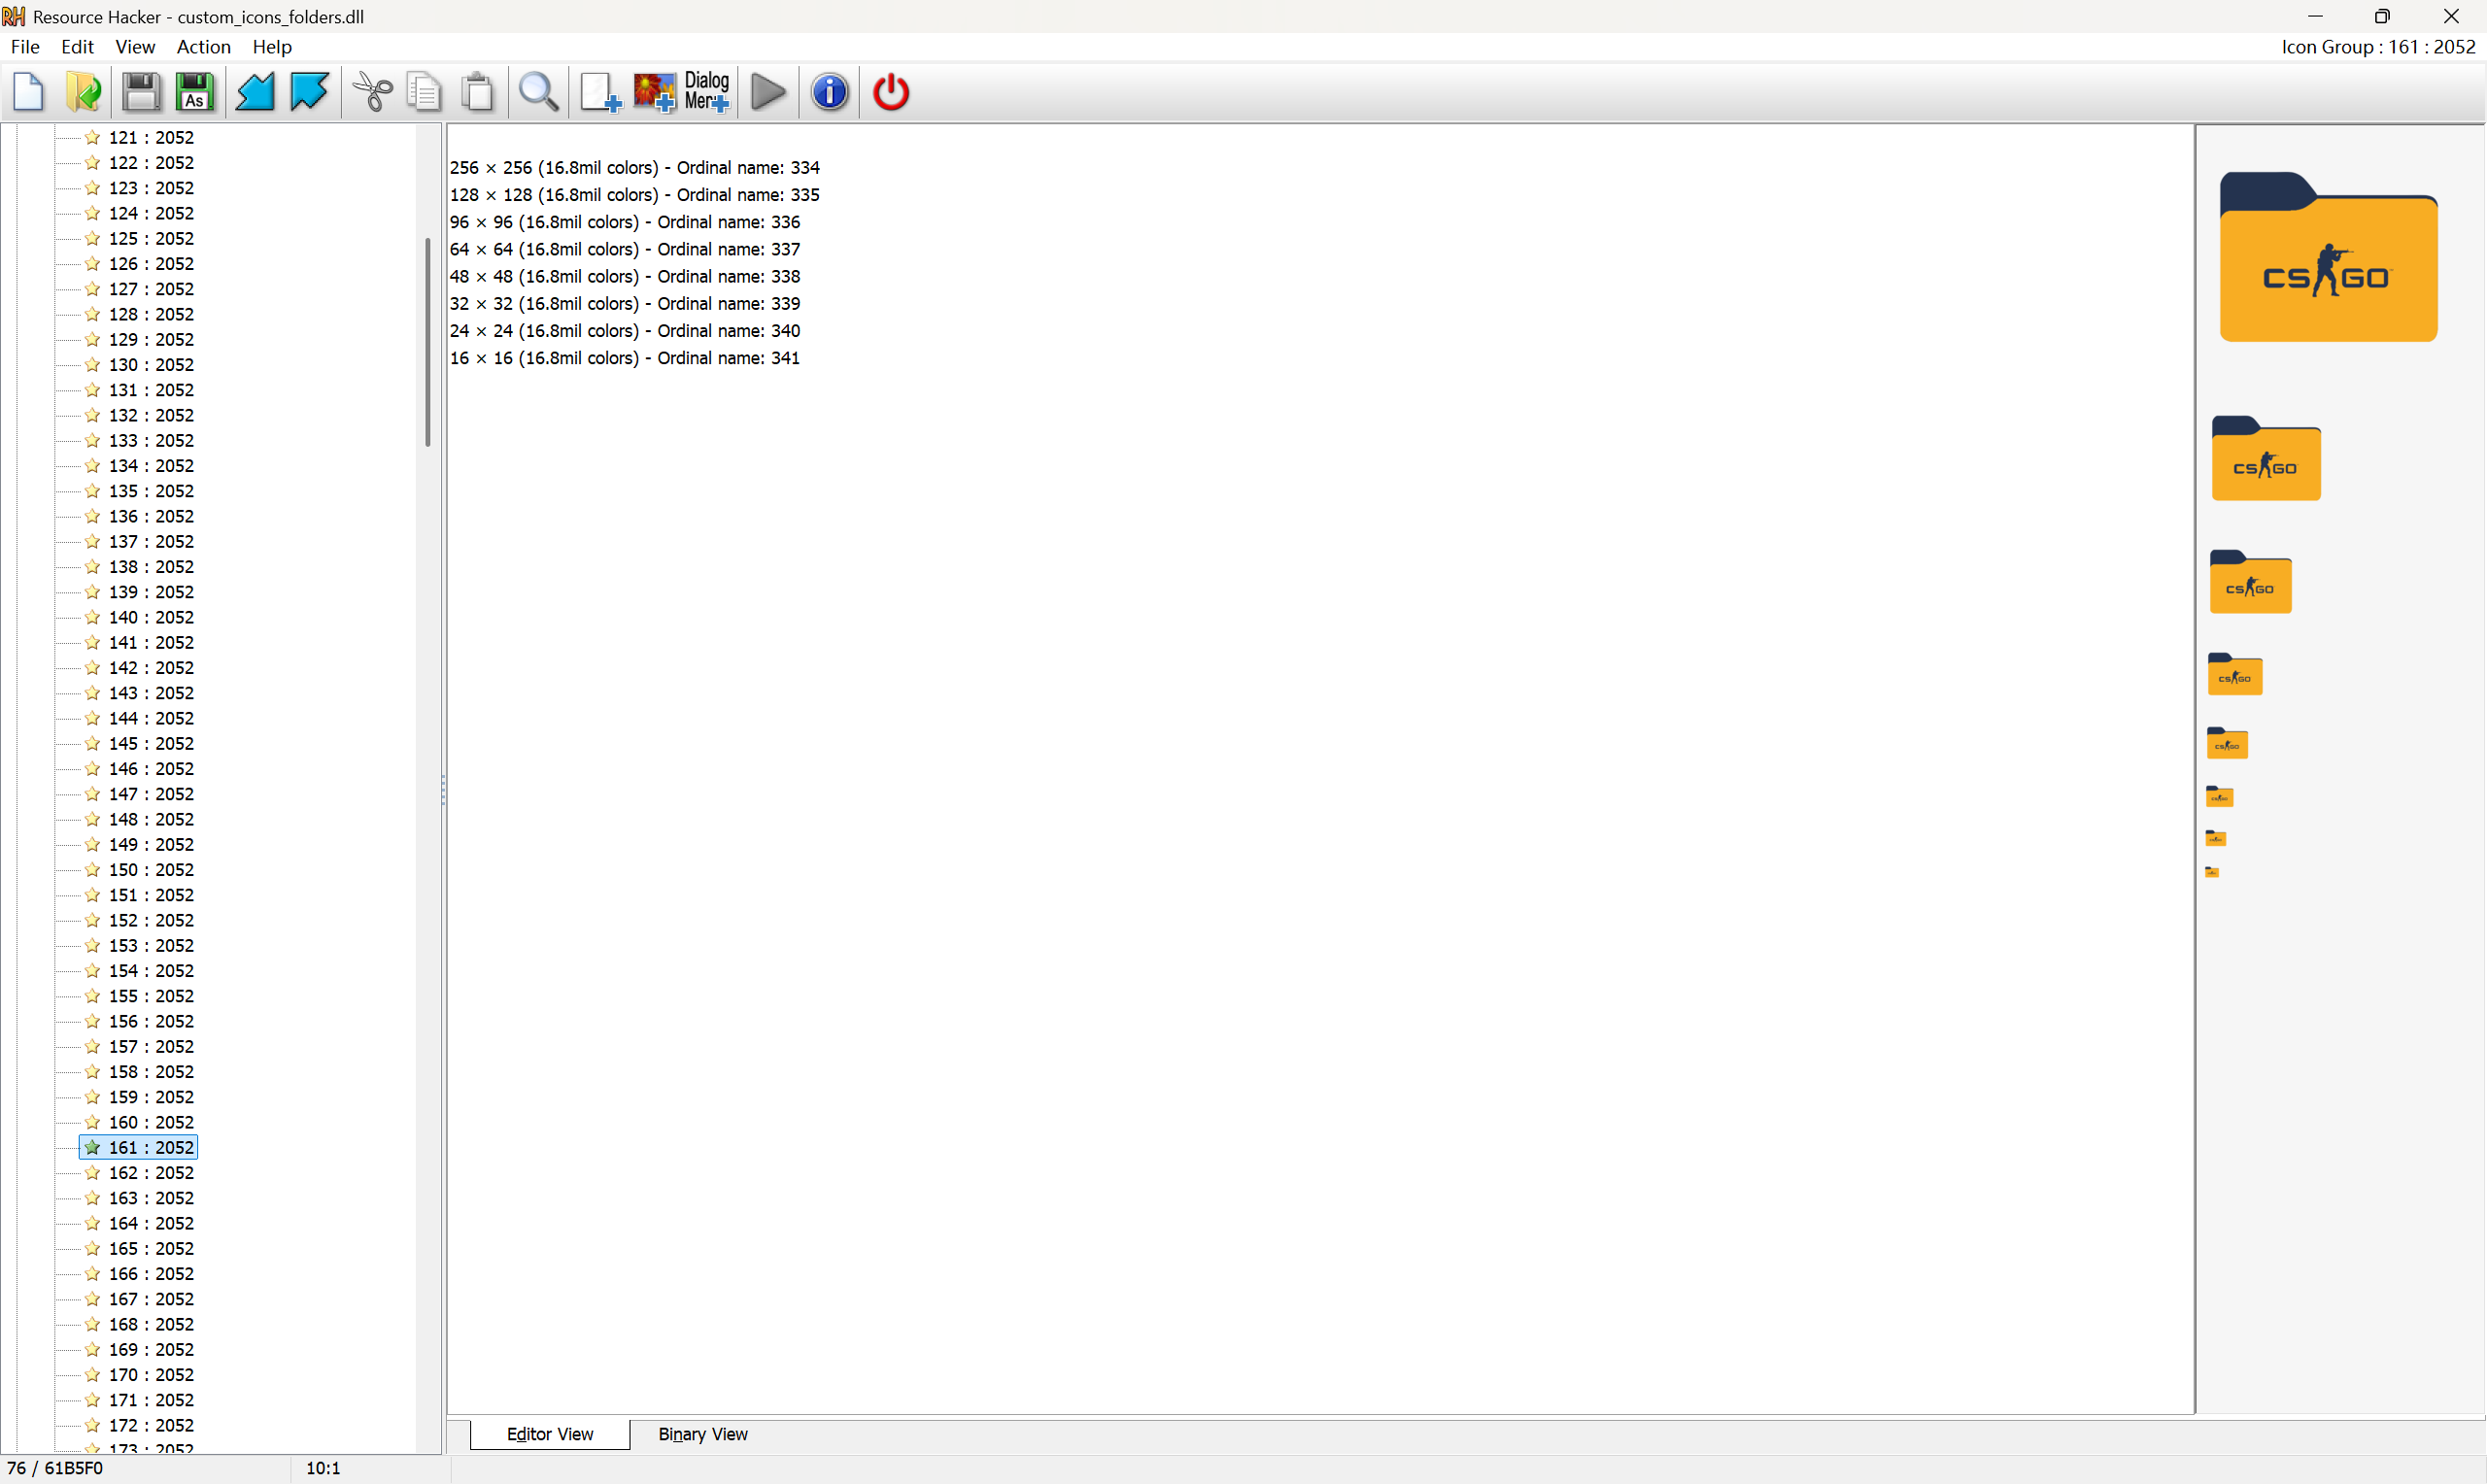 Resource Hacker - custom_icons_folders.dll
File Edit View Action Help
Icon Group : 161 : 2052
As
Dialog
Menu
121 : 2052
122 : 2052
123 : 2052
124 : 2052
125 : 2052
126 : 2052
127 : 2052
128 : 2052
129 : 2052
130 : 2052
131 : 2052
132 : 2052
133 : 2052
134 : 2052
135 : 2052
136 : 2052
137 : 2052
138 : 2052
139 : 2052
140 : 2052
141 : 2052
142 : 2052
143 : 2052
144 : 2052
145 : 2052
146 : 2052
147 : 2052
148 : 2052
149 : 2052
150 : 2052
151 : 2052
152 : 2052
153 : 2052
154 : 2052
155 : 2052
156 : 2052
157 : 2052
158 : 2052
159 : 2052
160 : 2052
161 : 2052
162 : 2052
163 : 2052
164 : 2052
165 : 2052
166 : 2052
167 : 2052
168 : 2052
169 : 2052
170 : 2052
171 : 2052
172 : 2052
173 : 2052
256 × 256 (16.8mil colors) - Ordinal name: 334
128 × 128 (16.8mil colors) - Ordinal name: 335
96 × 96 (16.8mil colors) - Ordinal name: 336
64 × 64 (16.8mil colors) - Ordinal name: 337
48 × 48 (16.8mil colors) - Ordinal name: 338
32 × 32 (16.8mil colors) - Ordinal name: 339
24 × 24 (16.8mil colors) - Ordinal name: 340
16 × 16 (16.8mil colors) - Ordinal name: 341
CS GO
CS GO
CS GO
CS GO
CS GO
Editor View Binary View
76 / 61B5F0 10:1